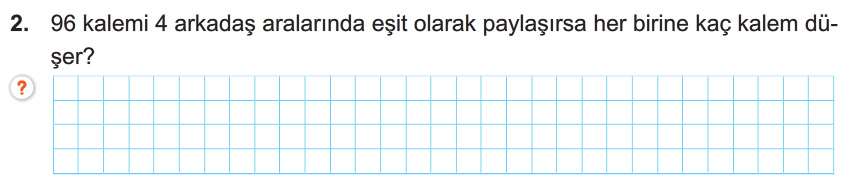 2. 96 kalemi 4 arkadaş aralarında eşit olarak paylaşırsa her birine kaç kalem dü-
şer?
?